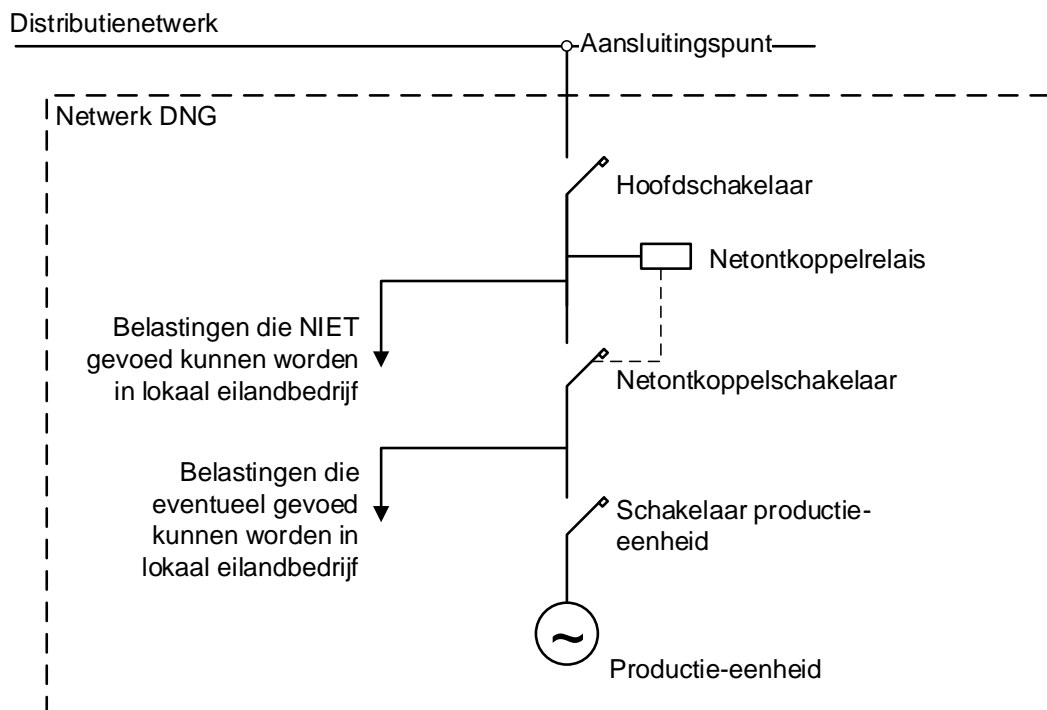 Distributienetwerk
Aansluitingspunt
Netwerk DNG
Hoofdschakelaar
Netontkoppelrelais
Belastingen die NIET
gevoed kunnen worden
in lokaal eilandbedrijf
Netontkoppelschakelaar
Belastingen die
eventueel gevoed
kunnen worden in
lokaal eilandbedrijf
Schakelaar productie-
eenheid
~
Productie-eenheid